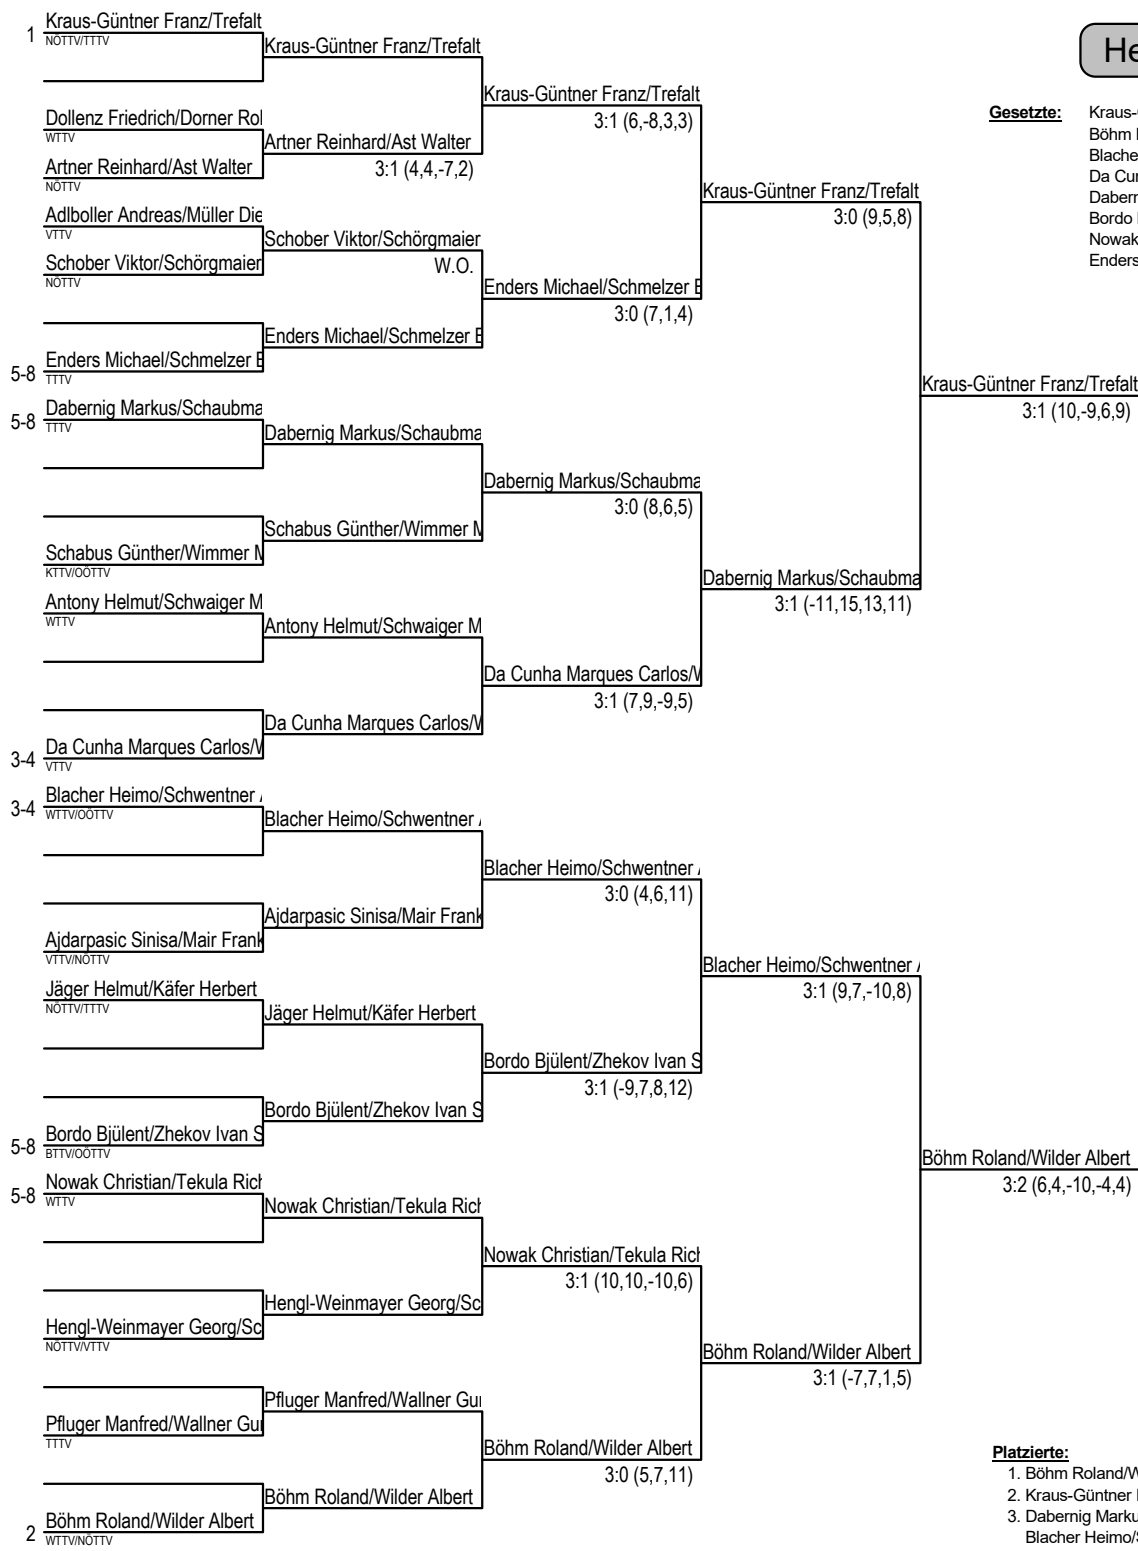 1 Kraus-Güntner Franz/Trefalt
NÖTTV/TTTV
Dollenz Friedrich/Dorner Rol
WTTV
Artner Reinhard/Ast Walter
NÖTTV
Adlboller Andreas/Müller Die
VTTV
Schober Viktor/Schörgmaier
NÖTTV
5-8 Enders Michael/Schmelzer E
TTTV
5-8 Dabernig Markus/Schaubma
TTTV
Schabus Günther/Wimmer M
KTTV/OÖTTV
Antony Helmut/Schwaiger M
WTTV
3-4 Da Cunha Marques Carlos/W
VTTV
3-4 Blacher Heimo/Schwentner
WTTV/OÖTTV
Ajdarpasic Sinisa/Mair Frank
VTTV/NÖTTV
Jäger Helmut/Käfer Herbert
NÖTTV/TTTV
5-8 Bordo Bjülent/Zhekov Ivan S
BTTV/OÖTTV
5-8 Nowak Christian/Tekula Rich
WTTV
Hengl-Weinmayer Georg/Sc
NÖTTV/VTTV
Pfluger Manfred/Wallner Gun
TTTV
2 Böhm Roland/Wilder Albert
WTTV/NÖTTV
Kraus-Güntner Franz/Trefalt
Artner Reinhard/Ast Walter
3:1 (4,4,-7,2)
Schober Viktor/Schörgmaier
W.O.
Enders Michael/Schmelzer E
Dabernig Markus/Schaubma
Schabus Günther/Wimmer M
Antony Helmut/Schwaiger M
Da Cunha Marques Carlos/W
Blacher Heimo/Schwentner
Ajdarpasic Sinisa/Mair Frank
Jäger Helmut/Käfer Herbert
Bordo Bjülent/Zhekov Ivan S
Nowak Christian/Tekula Rich
Hengl-Weinmayer Georg/Sc
Pfluger Manfred/Wallner Gun
Böhm Roland/Wilder Albert
Kraus-Güntner Franz/Trefalt
3:1 (6,-8,3,3)
Enders Michael/Schmelzer E
3:0 (7,1,4)
Dabernig Markus/Schaubma
3:0 (8,6,5)
Da Cunha Marques Carlos/W
3:1 (7,9,-9,5)
Blacher Heimo/Schwentner
3:0 (4,6,11)
Bordo Bjülent/Zhekov Ivan S
3:1 (-9,7,8,12)
Nowak Christian/Tekula Rich
3:1 (10,10,-10,6)
Böhm Roland/Wilder Albert
3:0 (5,7,11)
Kraus-Güntner Franz/Trefalt
3:0 (9,5,8)
Dabernig Markus/Schaubma
3:1 (-11,15,13,11)
Blacher Heimo/Schwentner
3:1 (9,7,-10,8)
Böhm Roland/Wilder Albert
3:1 (-7,7,1,5)
Kraus-Güntner Franz/Trefalt
3:1 (10,-9,6,9)
Böhm Roland/Wilder Albert
3:2 (6,4,-10,-4,4)
He
Gesetzte: Kraus-
Böhm
Blache
Da Cun
Dabern
Bordo
Nowak
Enders
Platzierte:
1. Böhm Roland/W
2. Kraus-Güntner
3. Dabernig Marku
Blacher Heimo/S